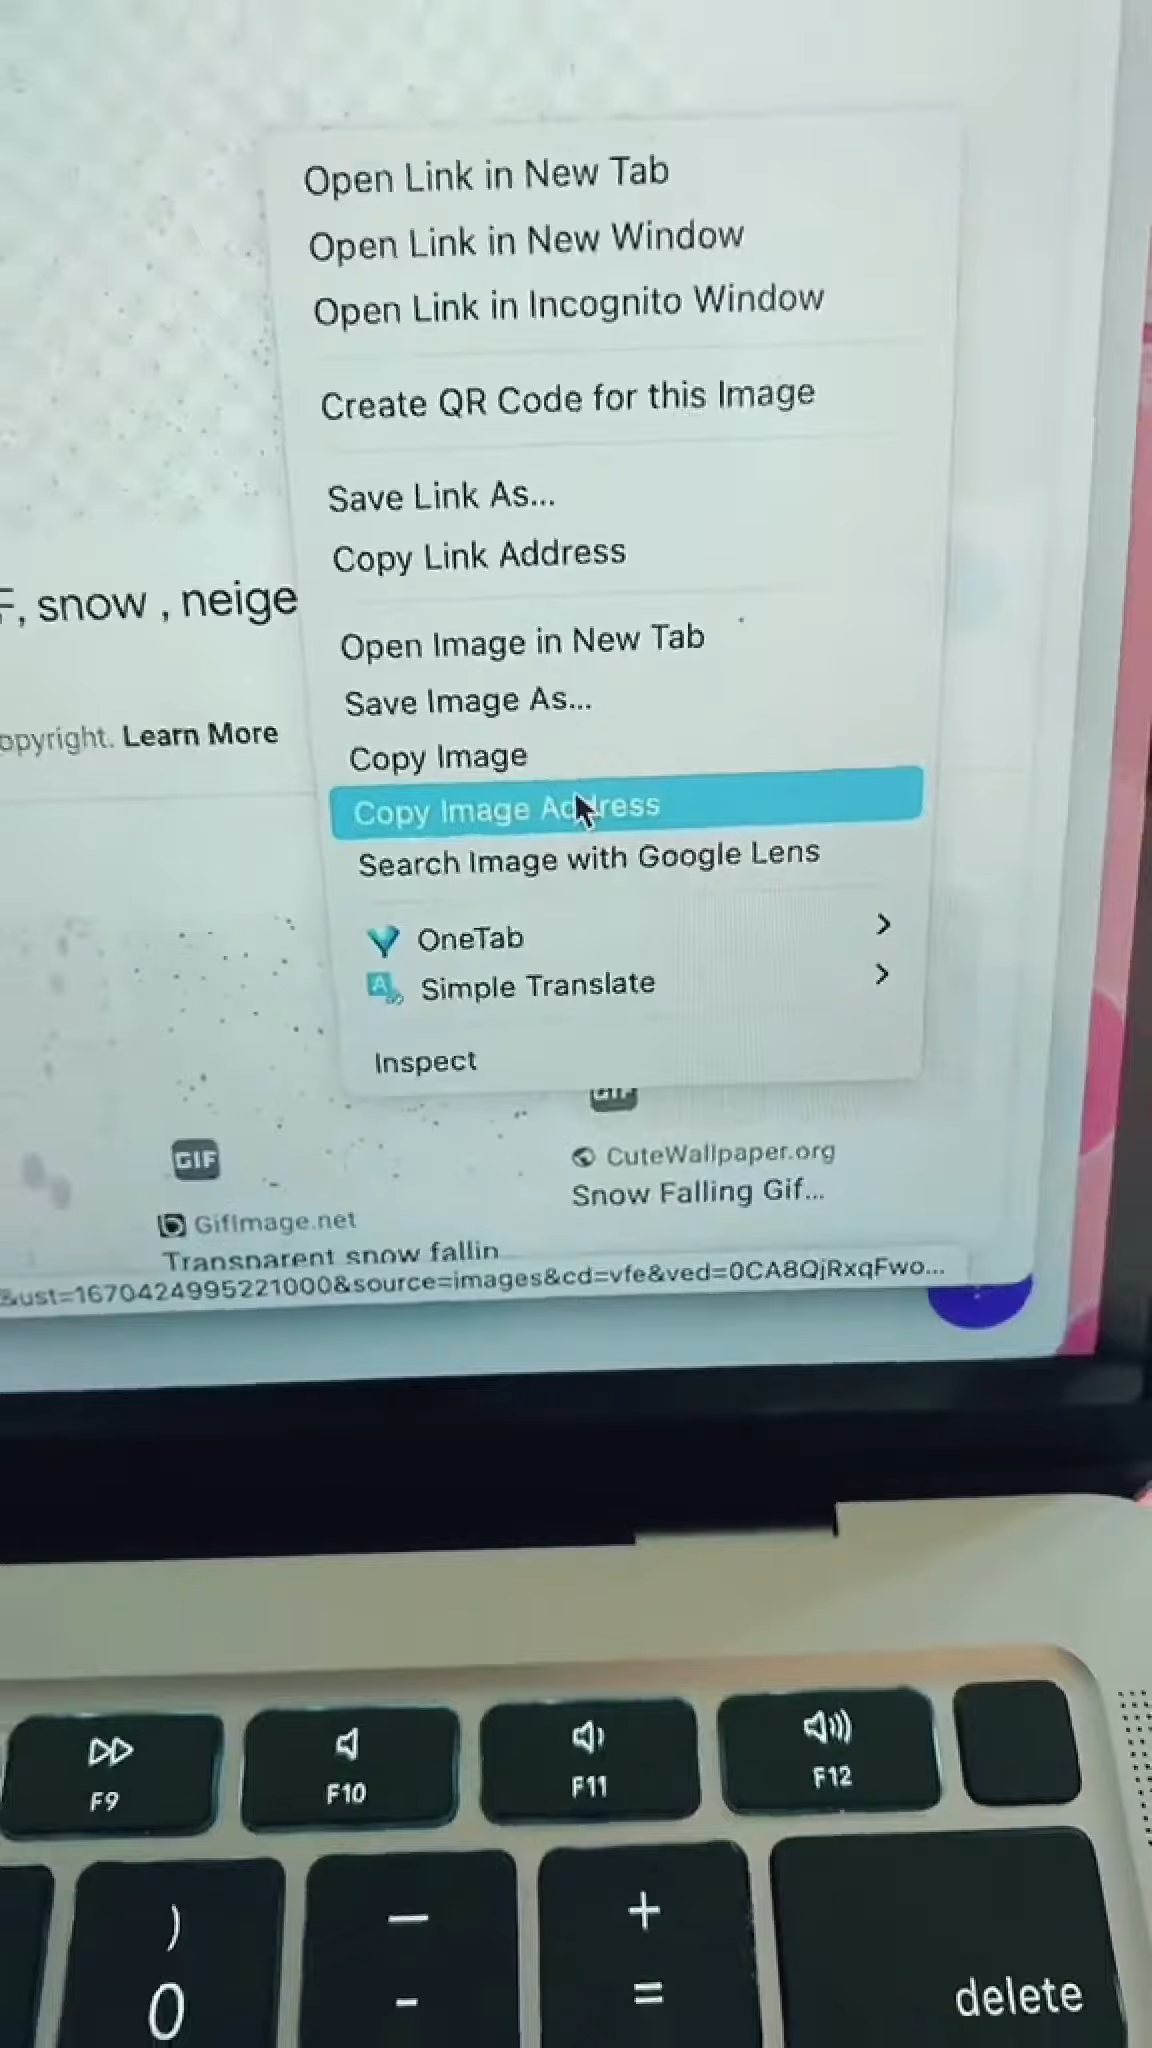 Open Link in New Tab
Open Link in New Window
Open Link in Incognito Window
Create QR Code for this Image
Save Link As...
Copy Link Address
, snow , neige
Open Image in New Tab
Save Image As...
opyright. Learn More
Copy Image
Copy Image Address
Search Image with Google Lens
OneTab
Simple Translate
Inspect
GIF
GIF
CuteWallpaper.org
Snow Falling Gif...
GifImage.net
Transparent snow fallin
&ust=1670424995221000&source=images&cd=vfe&ved=0CA8QjRxqFwo...
F9
F10
F11
F12
)
0
—
-
+
=
delete